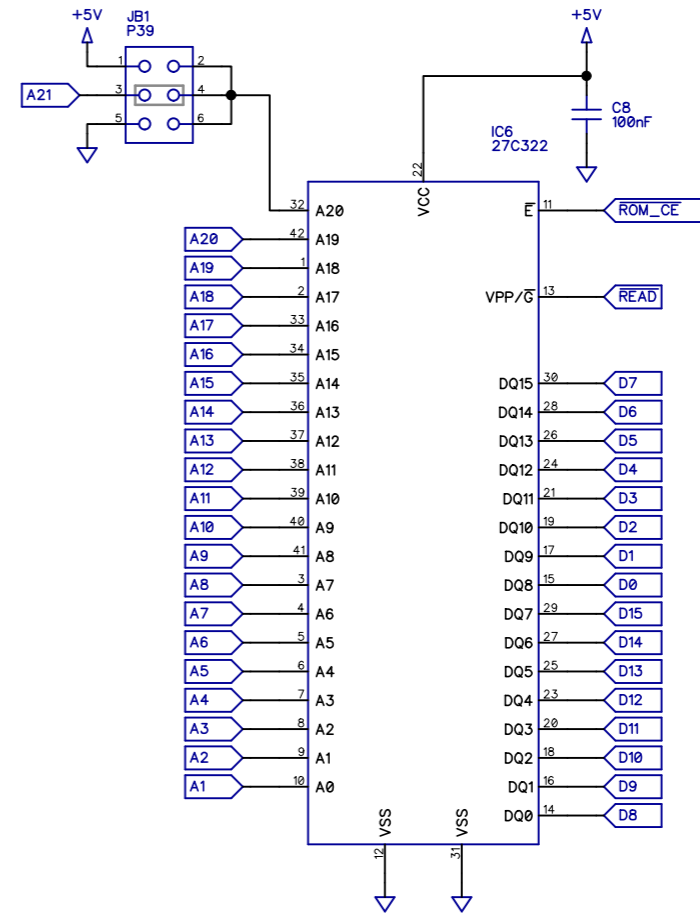 +5V JB1 +5V
P39
1 2
A21 3 4 C8
100nF
5 6 IC6
27C322
22
VCC
32 A20 E 11 ROM_CE
A20 42 A19
A19 1 A18
A18 2 A17 VPP/G 13 READ
A17 33 A16
A16 34 A15
A15 35 A14 DQ15 30 D7
A14 36 A13 DQ14 28 D6
A13 37 A12 DQ13 26 D5
A12 38 A11 DQ12 24 D4
A11 39 A10 DQ11 21 D3
A10 40 A9 DQ10 19 D2
A9 41 A8 DQ9 17 D1
A8 3 A7 DQ8 15 D0
A7 4 A6 DQ7 29 D15
A6 5 A5 DQ6 27 D14
A5 6 A4 DQ5 25 D13
A4 7 A3 DQ4 23 D12
A3 8 A2 DQ3 20 D11
A2 9 A1 DQ2 18 D10
A1 10 A0 DQ1 16 D9
DQ0 14 D8
VSS VSS
12 31